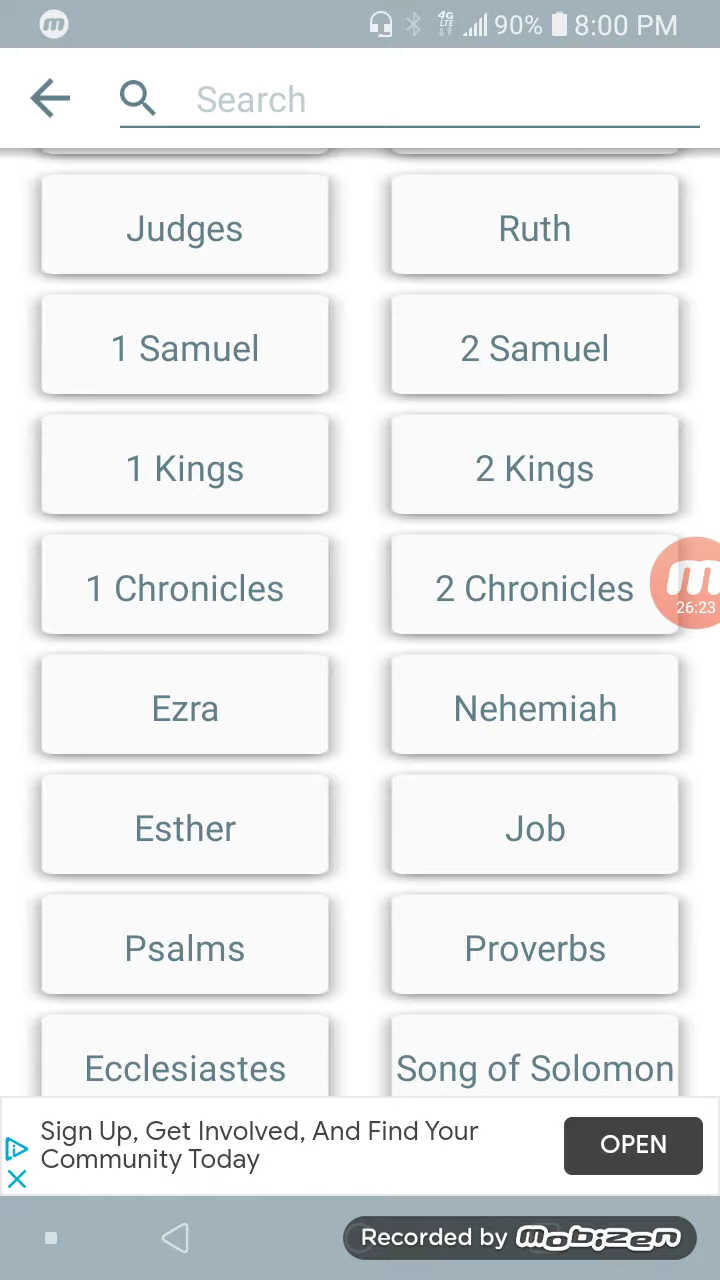 4G
LTE
90%
8:00 PM
Search
Judges
Ruth
1 Samuel
2 Samuel
1 Kings
2 Kings
1 Chronicles
2 Chronicles
26:23
Ezra
Nehemiah
Esther
Job
Psalms
Proverbs
Ecclesiastes
Song of Solomon
Sign Up, Get Involved, And Find Your
Community Today
OPEN
Recorded by mobizen